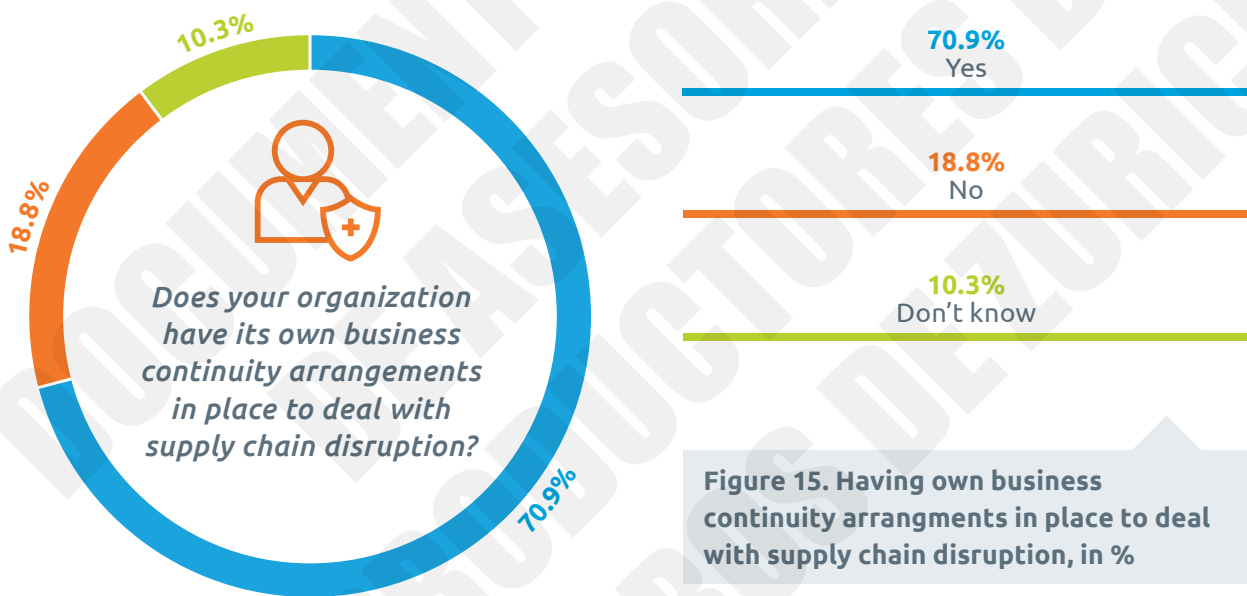 10.3%
18.8%
70.9%
Does your organization
have its own business
continuity arrangements
in place to deal with
supply chain disruption?
70.9%
Yes
18.8%
No
10.3%
Don't know
Figure 15. Having own business
continuity arrangments in place to deal
with supply chain disruption, in %